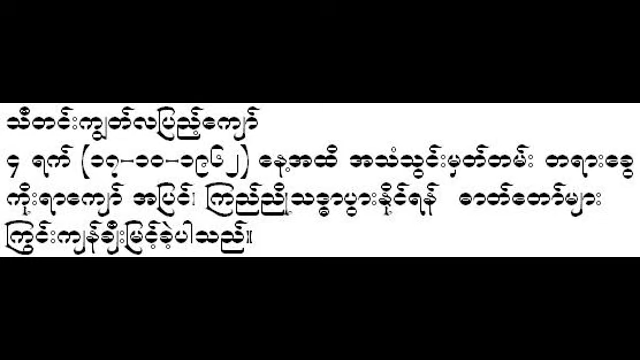 သီတင်းကျွတ်လပြည့်ကျော်
၄ ရက် (၁၇–၁၀–၁၉၆၂) နေ့အထိ အသံသွင်းမှတ်တမ်း တရားခွေ
ကိုးရာကျော် အပြင်၊ ကြည်ညိုသဒ္ဓာပွားနိုင်ရန် ဓာတ်တော်များ
ကြွင်းကျန်ချီးမြင့်ခဲ့ပါသည်။